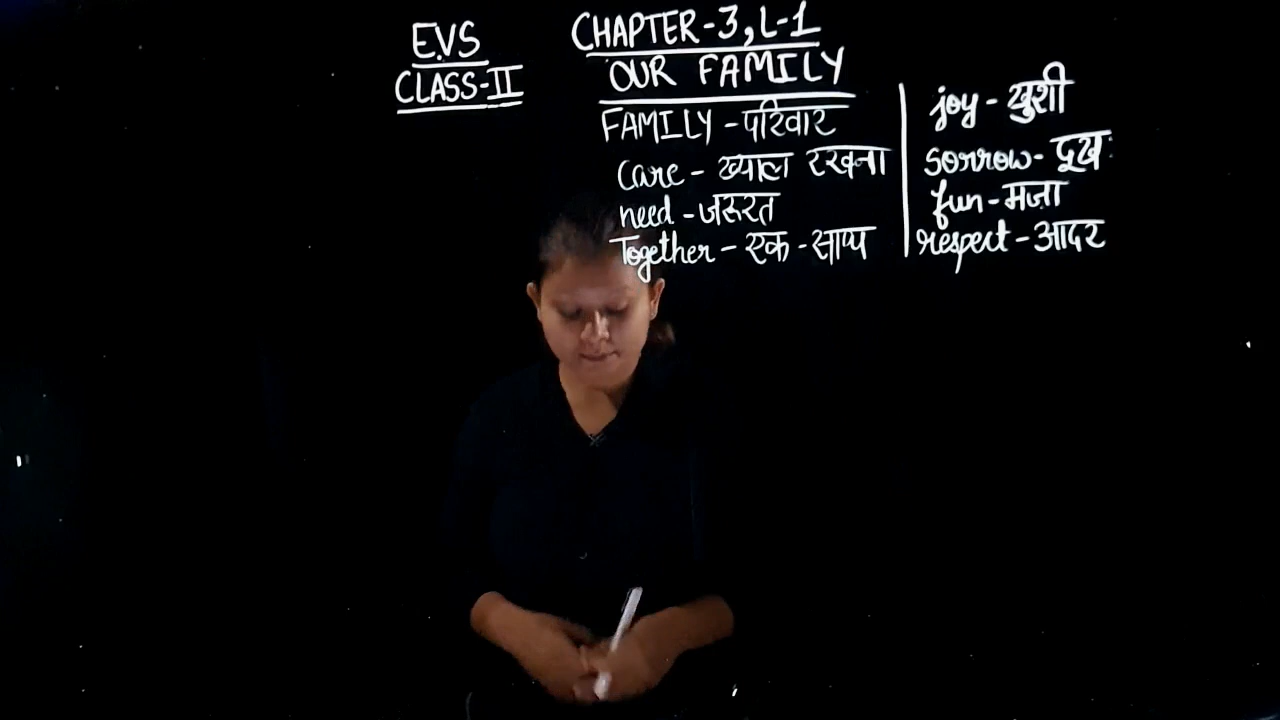 E.V.S
CLASS-II
CHAPTER-3, L-1
OUR FAMILY
FAMILY - परिवार
Care - ख्याल रखना
need - जरूरत
Together - एक - साथ
joy - खुशी
sorrow - दूख
fun - मज़ा
respect - आदर